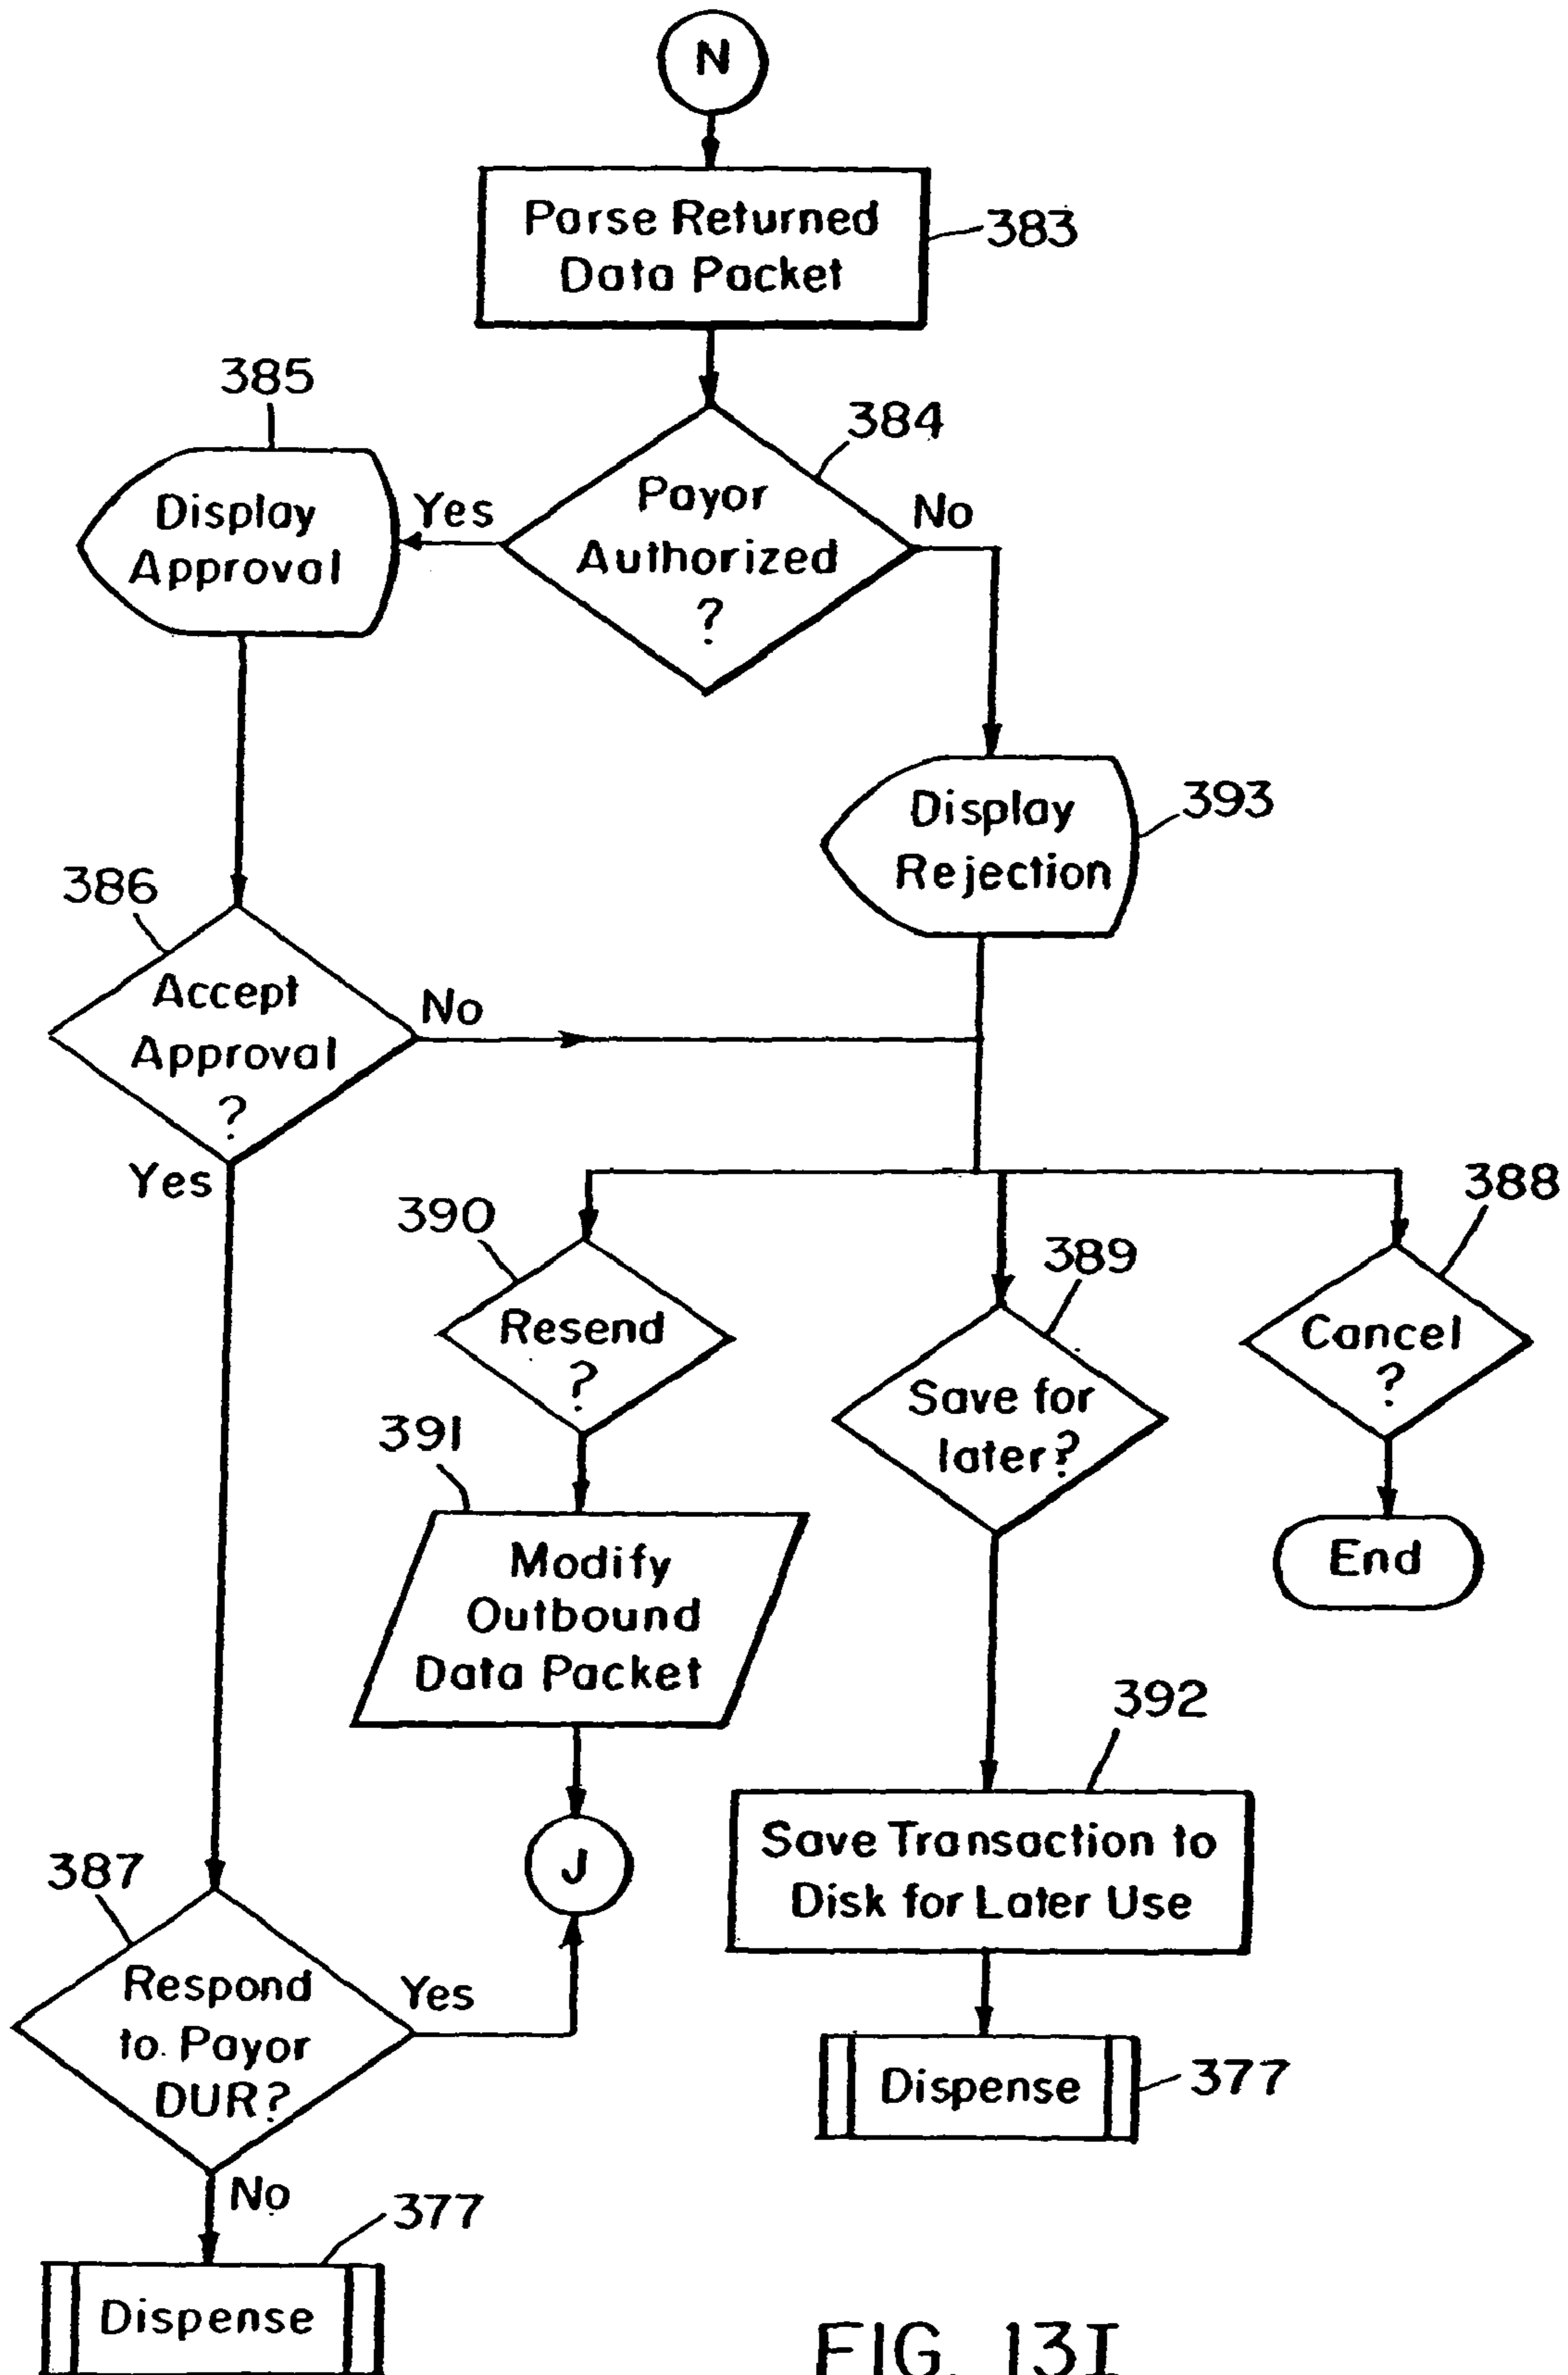 N
Parse Returned
Data Packet
383
385
384
Display
Approval
Yes
Payor
Authorized
?
No
Display
Rejection
393
386
Accept
Approval
?
No
Yes
390
Resend
?
389
Save for
later?
388
Cancel
?
391
Modify
Outbound
Data Packet
End
392
Save Transaction to
Disk for Later Use
J
387
Respond
to Payor
DUR?
Yes
Dispense
377
No
377
Dispense
FIG. 13I